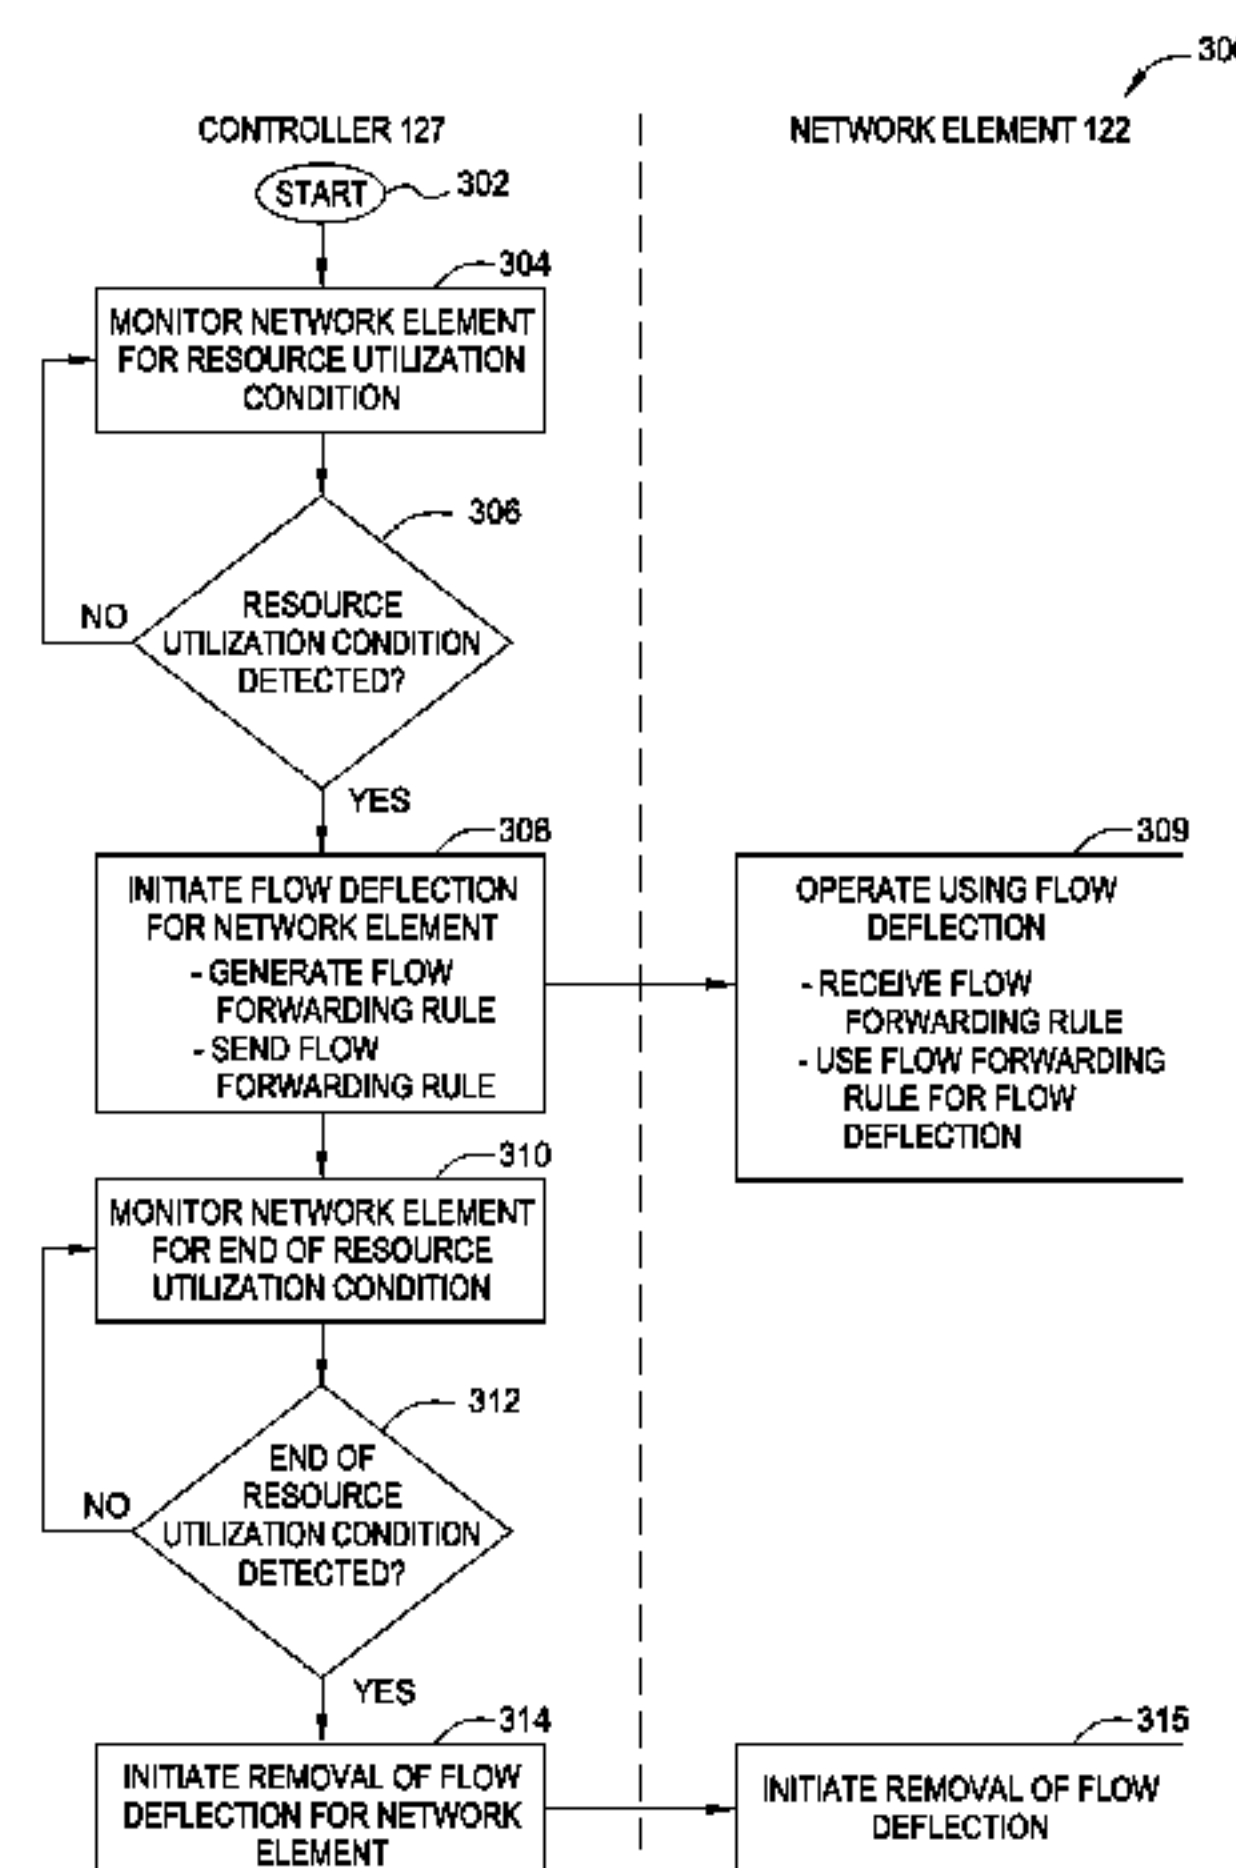 CONTROLLER 127
NETWORK ELEMENT 122
START
302
304
MONITOR NETWORK ELEMENT
FOR RESOURCE UTILIZATION
CONDITION
306
RESOURCE
UTILIZATION CONDITION
DETECTED?
NO
YES
308
INITIATE FLOW DEFLECTION
FOR NETWORK ELEMENT
- GENERATE FLOW
FORWARDING RULE
- SEND FLOW
FORWARDING RULE
309
OPERATE USING FLOW
DEFLECTION
- RECEIVE FLOW
FORWARDING RULE
- USE FLOW FORWARDING
RULE FOR FLOW
DEFLECTION
310
MONITOR NETWORK ELEMENT
FOR END OF RESOURCE
UTILIZATION CONDITION
312
END OF
RESOURCE
UTILIZATION CONDITION
DETECTED?
NO
YES
314
INITIATE REMOVAL OF FLOW
DEFLECTION FOR NETWORK
ELEMENT
315
INITIATE REMOVAL OF FLOW
DEFLECTION